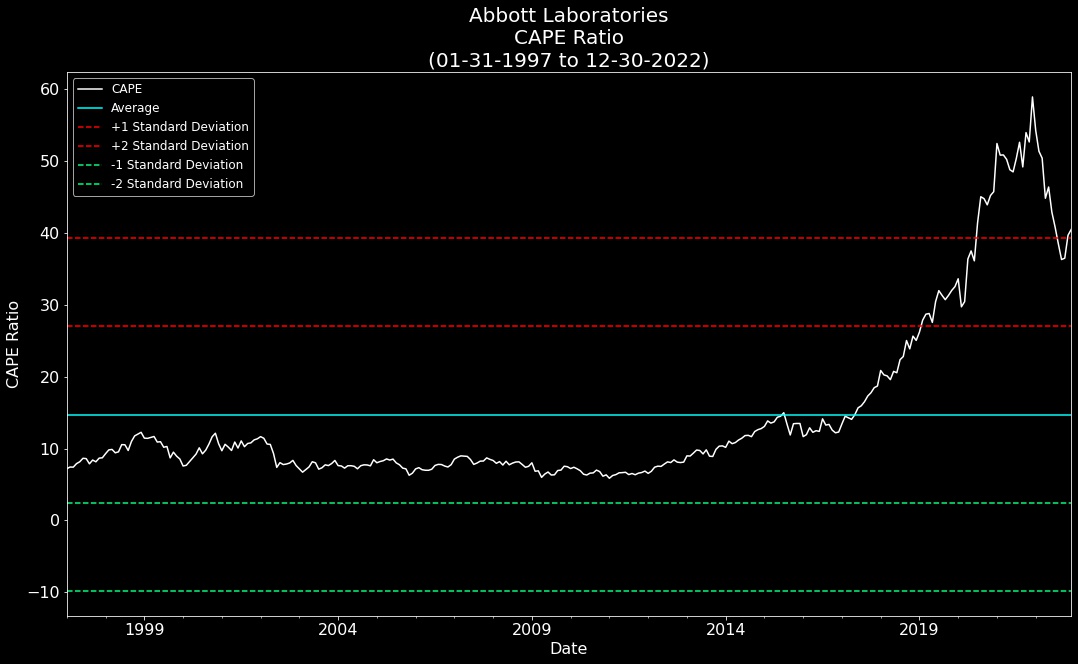 Abbott Laboratories
CAPE Ratio
(01-31-1997 to 12-30-2022)
CAPE
Average
+1 Standard Deviation
+2 Standard Deviation
-1 Standard Deviation
-2 Standard Deviation
60
50
40
30
20
10
0
−10
CAPE Ratio
1999
2004
2009
2014
2019
Date